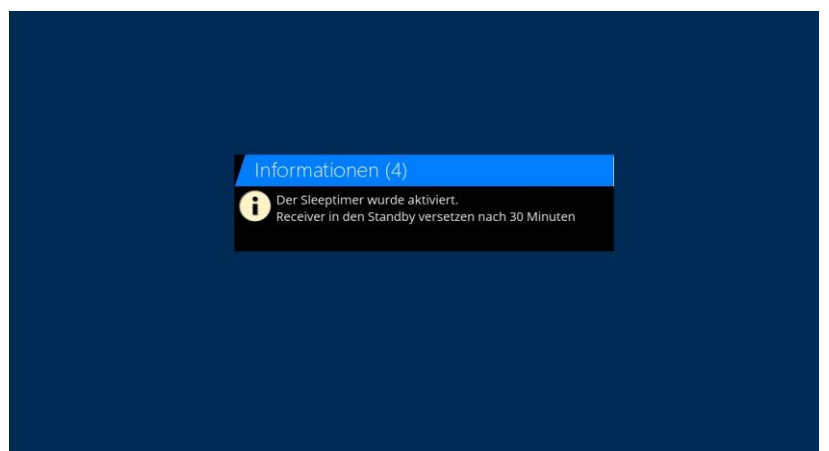 Informationen (4)
Der Sleeptimer wurde aktiviert.
Receiver in den Standby versetzen nach 30 Minuten